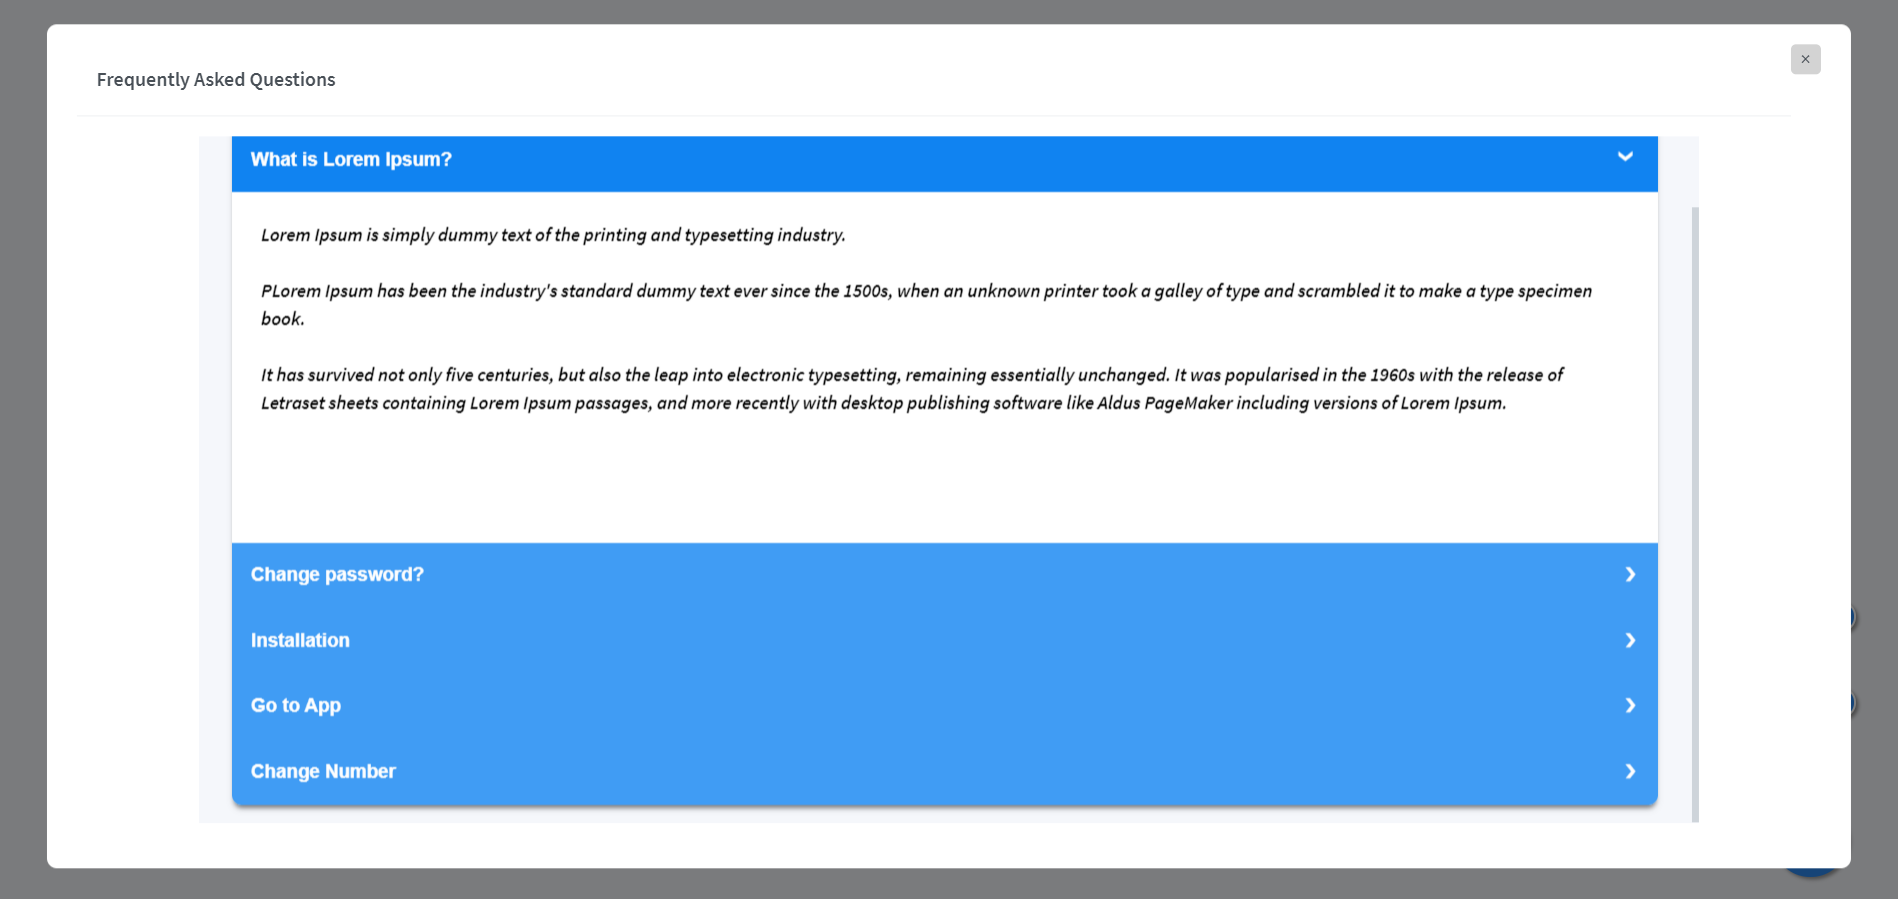 Frequently Asked Questions
×
What is Lorem Ipsum?
Lorem Ipsum is simply dummy text of the printing and typesetting industry.
PLorem Ipsum has been the industry's standard dummy text ever since the 1500s, when an unknown printer took a galley of type and scrambled it to make a type specimen
book.
It has survived not only five centuries, but also the leap into electronic typesetting, remaining essentially unchanged. It was popularised in the 1960s with the release of
Letraset sheets containing Lorem Ipsum passages, and more recently with desktop publishing software like Aldus PageMaker including versions of Lorem Ipsum.
Change password?
Installation
Go to App
Change Number